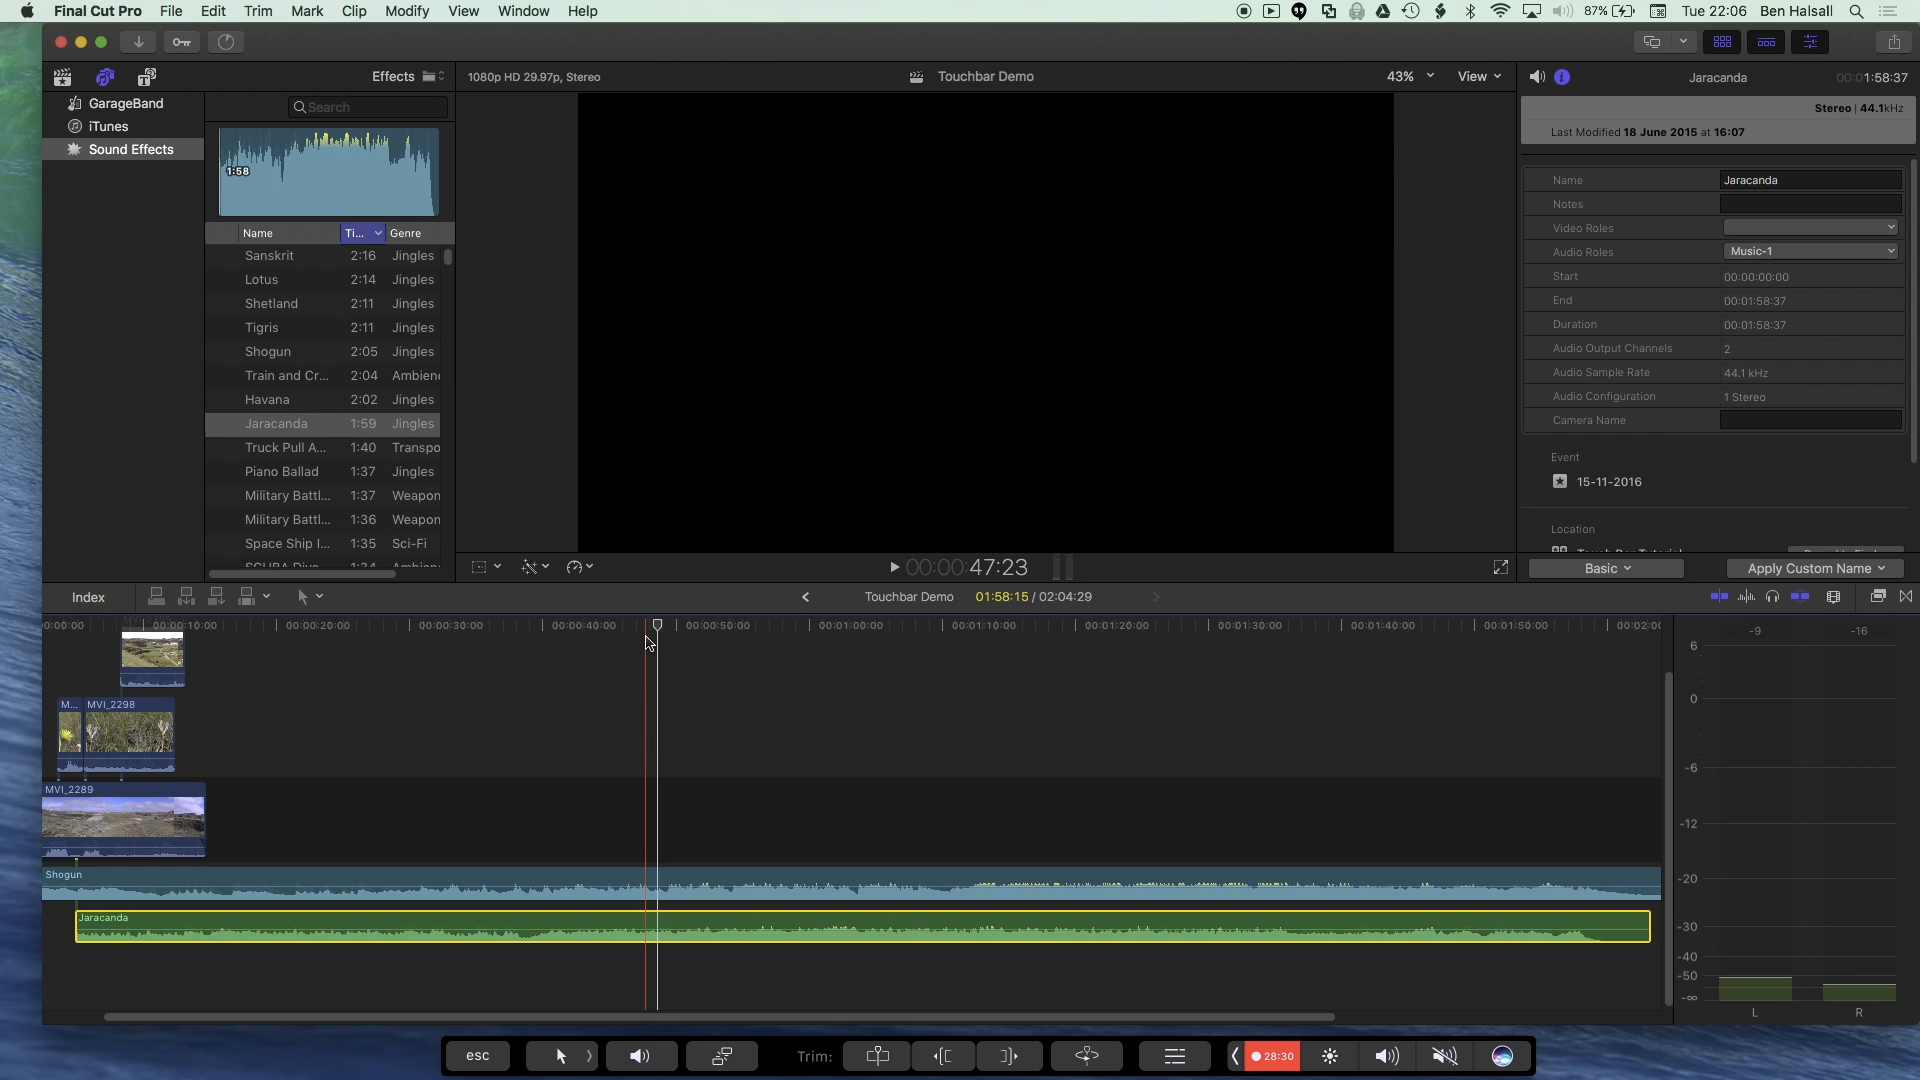 Final Cut Pro File Edit Trim Mark Clip Modify View Window Help 87% Tue 22:06 Ben Halsall
Effects
1080p HD 29.97p, Stereo Touchbar Demo 43% View
Jaracanda 00:01:58:37
GarageBand
iTunes
Sound Effects
Search
1:58
Name Ti... Genre
Sanskrit 2:16 Jingles
Lotus 2:14 Jingles
Shetland 2:11 Jingles
Tigris 2:11 Jingles
Shogun 2:05 Jingles
Train and Cr... 2:04 Ambien
Havana 2:02 Jingles
Jaracanda 1:59 Jingles
Truck Pull A... 1:40 Transpo
Piano Ballad 1:37 Jingles
Military Battl... 1:37 Weapon
Military Battl... 1:36 Weapon
Space Ship I... 1:35 Sci-Fi
Stereo | 44.1kHz
Last Modified 18 June 2015 at 16:07
Name Jaracanda
Notes
Video Roles
Audio Roles Music-1
Start 00:00:00:00
End 00:01:58:37
Duration 00:01:58:37
Audio Output Channels 2
Audio Sample Rate 44.1 kHz
Audio Configuration 1 Stereo
Camera Name
Event
15-11-2016
Location
00:00:00:47:23
Basic Apply Custom Name
Index Touchbar Demo 01:58:15 / 02:04:29
0:00:00 00:00:10:00 00:00:20:00 00:00:30:00 00:00:40:00 00:00:50:00 00:01:00:00 00:01:10:00 00:01:20:00 00:01:30:00 00:01:40:00 00:01:50:00 00:02:0
M... MVI_2298
MVI_2289
Shogun
Jaracanda
-9 -16
6
0
-6
-12
-20
-30
-40
-50
-∞
L R
esc Trim: 28:30